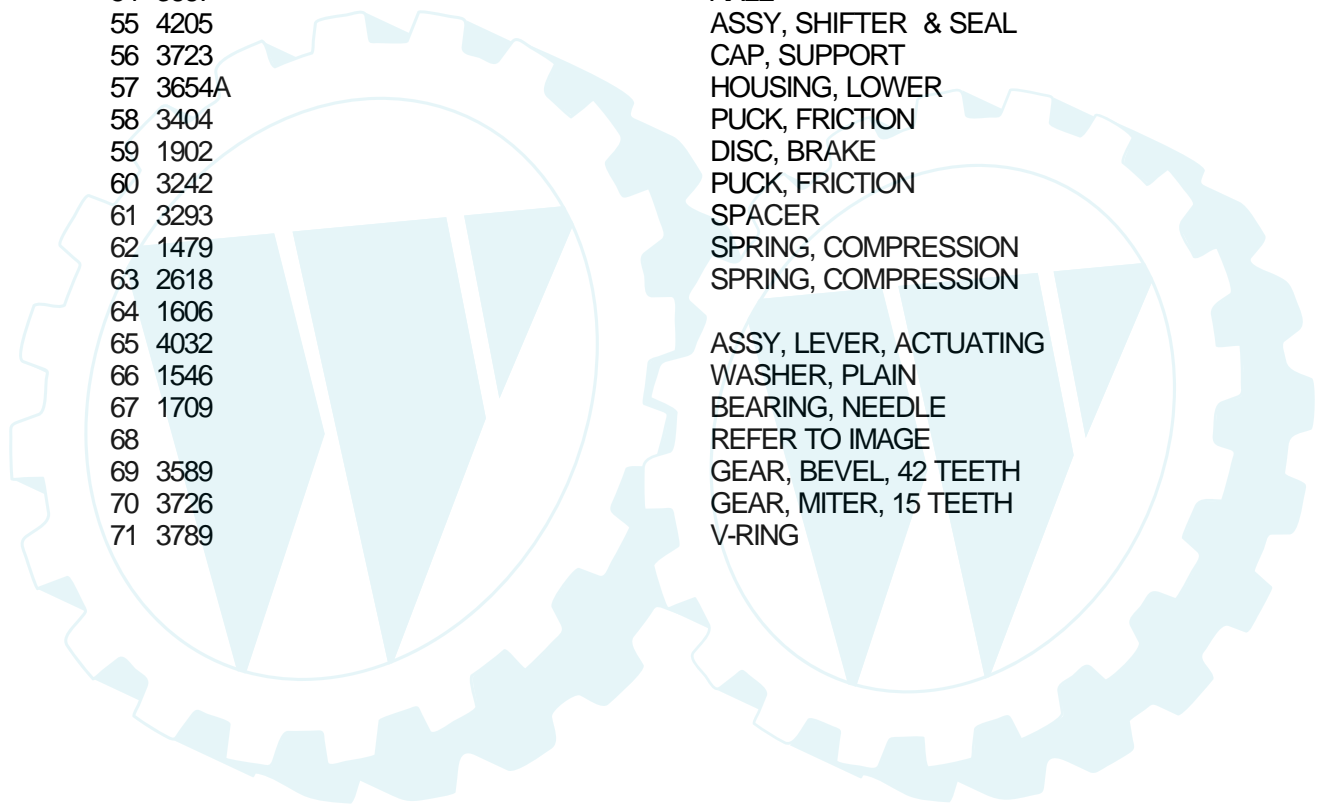 55 4205 ASSY, SHIFTER & SEAL
56 3723 CAP, SUPPORT
57 3654A HOUSING, LOWER
58 3404 PUCK, FRICTION
59 1902 DISC, BRAKE
60 3242 PUCK, FRICTION
61 3293 SPACER
62 1479 SPRING, COMPRESSION
63 2618 SPRING, COMPRESSION
64 1606
65 4032 ASSY, LEVER, ACTUATING
66 1546 WASHER, PLAIN
67 1709 BEARING, NEEDLE
68 REFER TO IMAGE
69 3589 GEAR, BEVEL, 42 TEETH
70 3726 GEAR, MITER, 15 TEETH
71 3789 V-RING